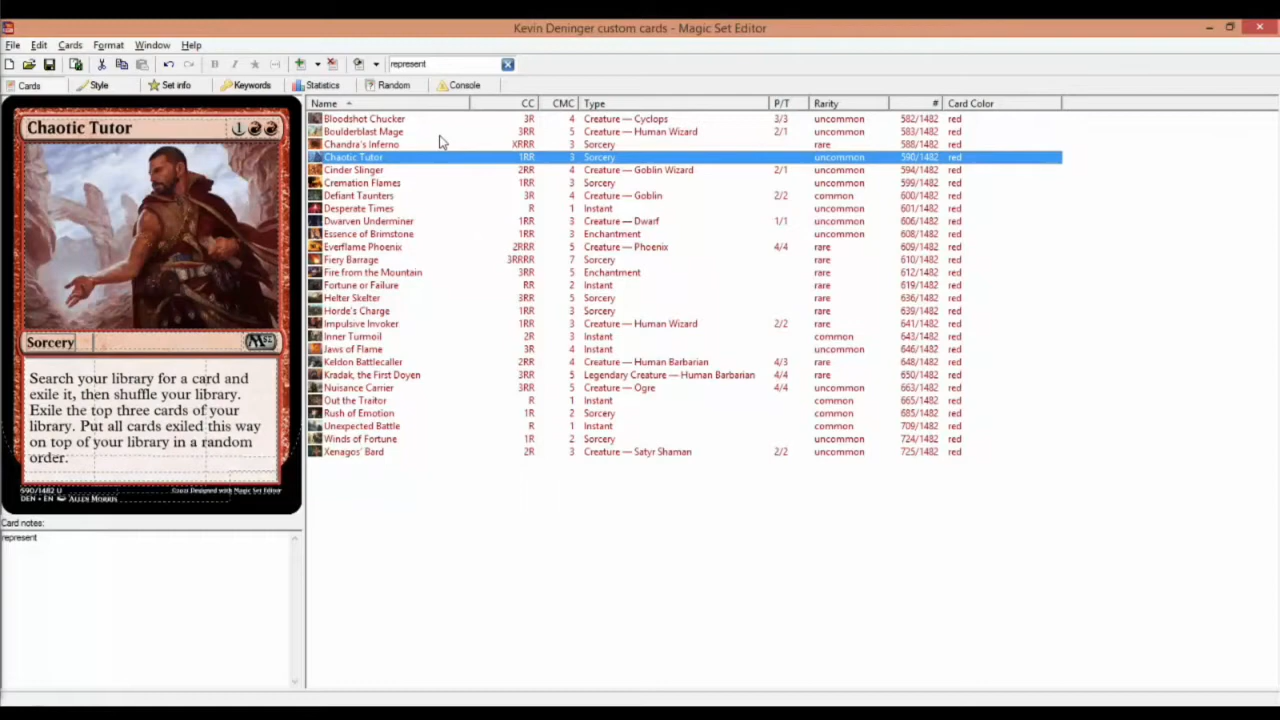 Kevin Deninger custom cards - Magic Set Editor
File Edit Cards Format Window Help
represent
Cards Style Set info Keywords Statistics Random Console
Name CC CMC Type P/T Rarity # Card Color
Bloodshot Chucker 3R 4 Creature — Cyclops 3/3 uncommon 582/1482 red
Boulderblast Mage 3RR 5 Creature — Human Wizard 2/1 uncommon 583/1482 red
Chandra's Inferno XRRR 3 Sorcery rare 588/1482 red
Chaotic Tutor 1RR 3 Sorcery uncommon 590/1482 red
Cinder Slinger 2RR 4 Creature — Goblin Wizard 2/1 uncommon 594/1482 red
Cremation Flames 1RR 3 Sorcery uncommon 599/1482 red
Defiant Taunters 3R 4 Creature — Goblin 2/2 common 600/1482 red
Desperate Times R 1 Instant uncommon 601/1482 red
Dwarven Underminer 1RR 3 Creature — Dwarf 1/1 uncommon 606/1482 red
Essence of Brimstone 1RR 3 Enchantment uncommon 608/1482 red
Everflame Phoenix 2RRR 5 Creature — Phoenix 4/4 rare 609/1482 red
Fiery Barrage 3RRRR 7 Sorcery rare 610/1482 red
Fire from the Mountain 3RR 5 Enchantment rare 612/1482 red
Fortune or Failure RR 2 Instant rare 619/1482 red
Helter Skelter 3RR 5 Sorcery rare 636/1482 red
Horde's Charge 1RR 3 Sorcery rare 639/1482 red
Impulsive Invoker 1RR 3 Creature — Human Wizard 2/2 rare 641/1482 red
Inner Turmoil 2R 3 Instant common 643/1482 red
Jaws of Flame 3R 4 Instant uncommon 646/1482 red
Keldon Battlecaller 2RR 4 Creature — Human Barbarian 4/3 rare 648/1482 red
Kradak, the First Doyen 3RR 5 Legendary Creature — Human Barbarian 4/4 rare 650/1482 red
Nuisance Carrier 3RR 5 Creature — Ogre 4/4 uncommon 663/1482 red
Out the Traitor R 1 Instant common 665/1482 red
Rush of Emotion 1R 2 Sorcery common 685/1482 red
Unexpected Battle R 1 Instant common 709/1482 red
Winds of Fortune 1R 2 Sorcery uncommon 724/1482 red
Xenagos' Bard 2R 3 Creature — Satyr Shaman 2/2 uncommon 725/1482 red
Chaotic Tutor 1
Sorcery
Search your library for a card and
exile it, then shuffle your library.
Exile the top three cards of your
library. Put all cards exiled this way
on top of your library in a random
order.
590/1482 U
DEN • EN Allen Morris
Card notes:
represent